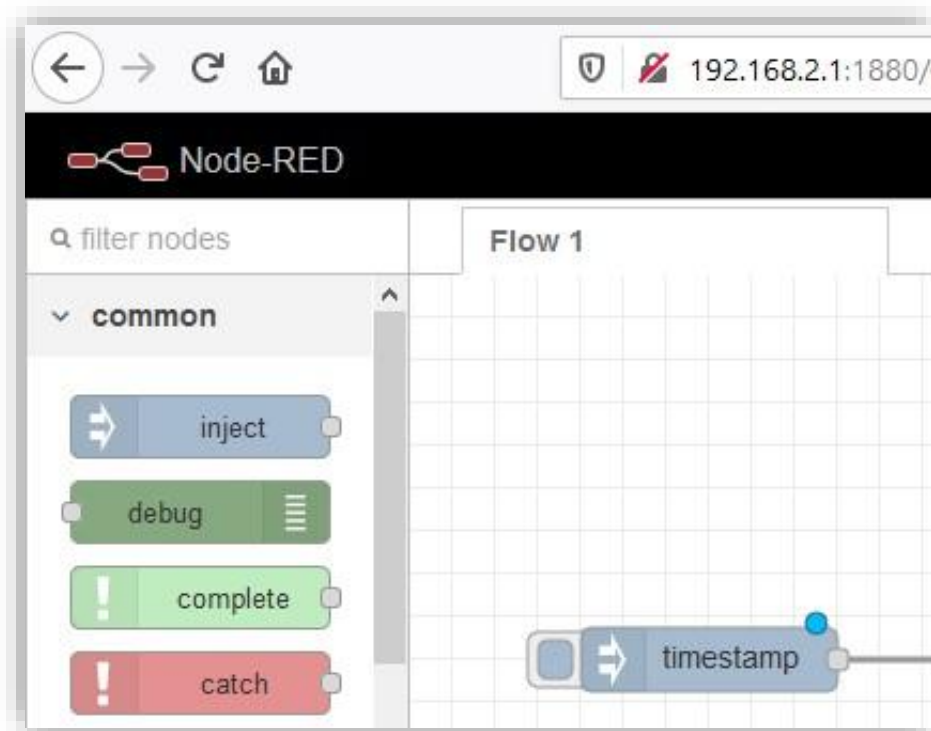 192.168.2.1:1880/
Node-RED
filter nodes
Flow 1
common
inject
debug
complete
timestamp
catch